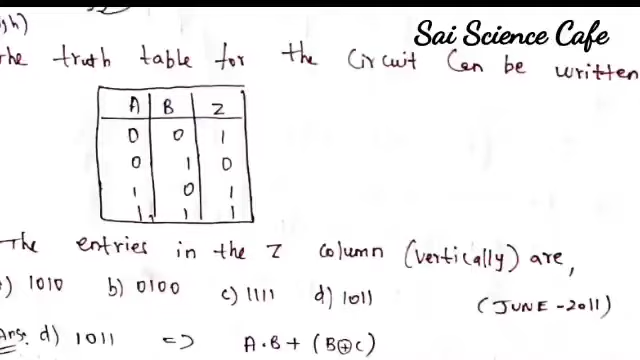 Sai Science Cafe
The truth table for the circuit can be written
A B Z
0 0 1
0 1 0
1 0 1
1 1 1
The entries in the Z column (vertically) are,
) 1010 b) 0100 c) 1111 d) 1011 (JUNE-2011)
Ans. d) 1011 => A·B + (B⊕C)